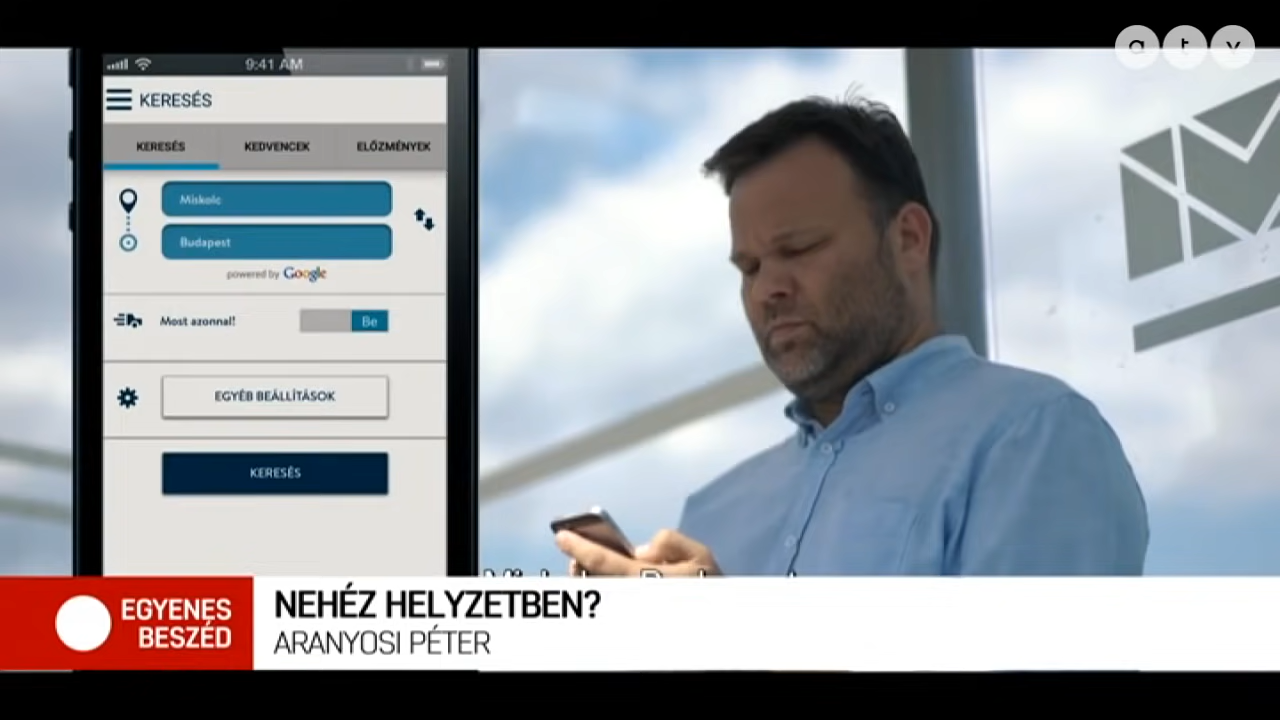 a t v
9:41 AM
KERESÉS
KERESÉS KEDVENCEK ELŐZMÉNYEK
Miskolc
Budapest
powered by Google
Most azonnal! Be
EGYÉB BEÁLLÍTÁSOK
KERESÉS
EGYENES
BESZÉD
NEHÉZ HELYZETBEN?
ARANYOSI PÉTER